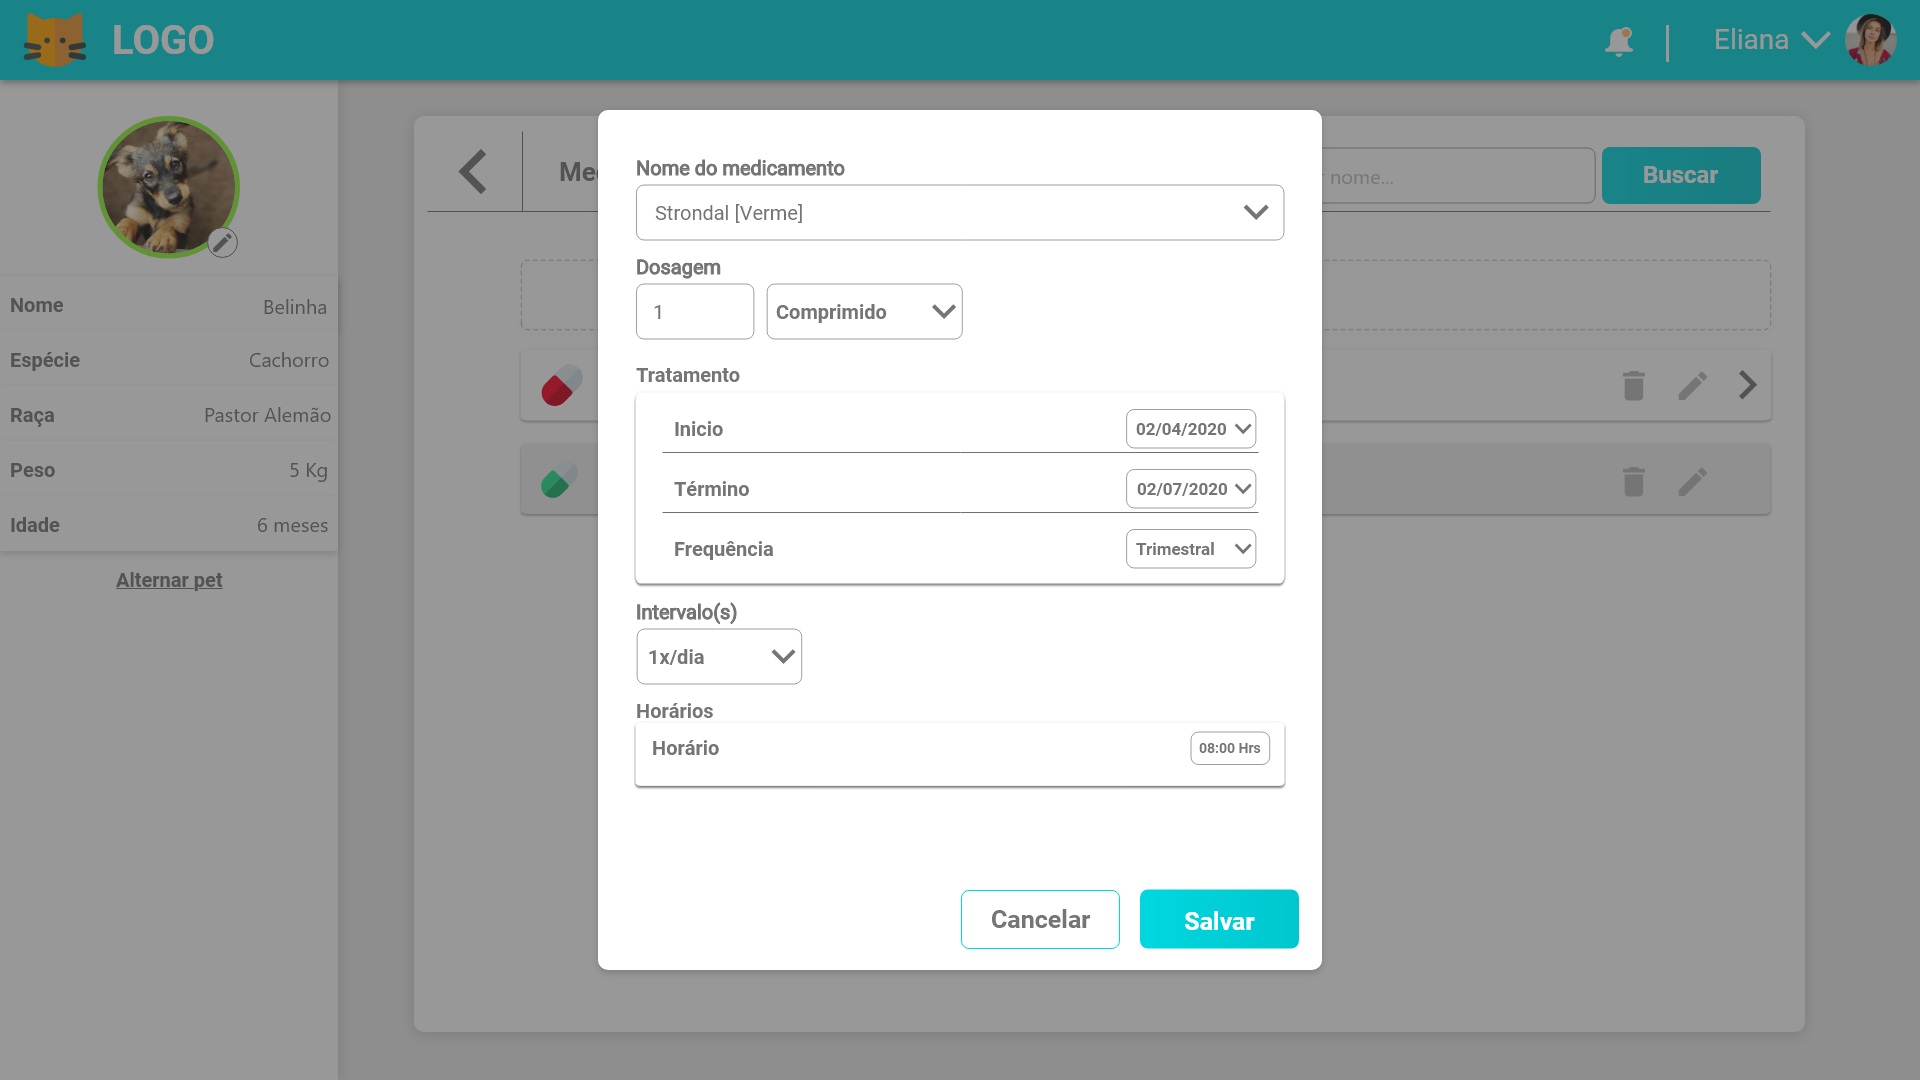 LOGO
Eliana
Nome Belinha
Espécie Cachorro
Raça Pastor Alemão
Peso 5 Kg
Idade 6 meses
Alternar pet
nome...
Buscar
Nome do medicamento
Strondal [Verme]
Dosagem
1 Comprimido
Tratamento
Inicio 02/04/2020
Término 02/07/2020
Frequência Trimestral
Intervalo(s)
1x/dia
Horários
Horário 08:00 Hrs
Cancelar Salvar